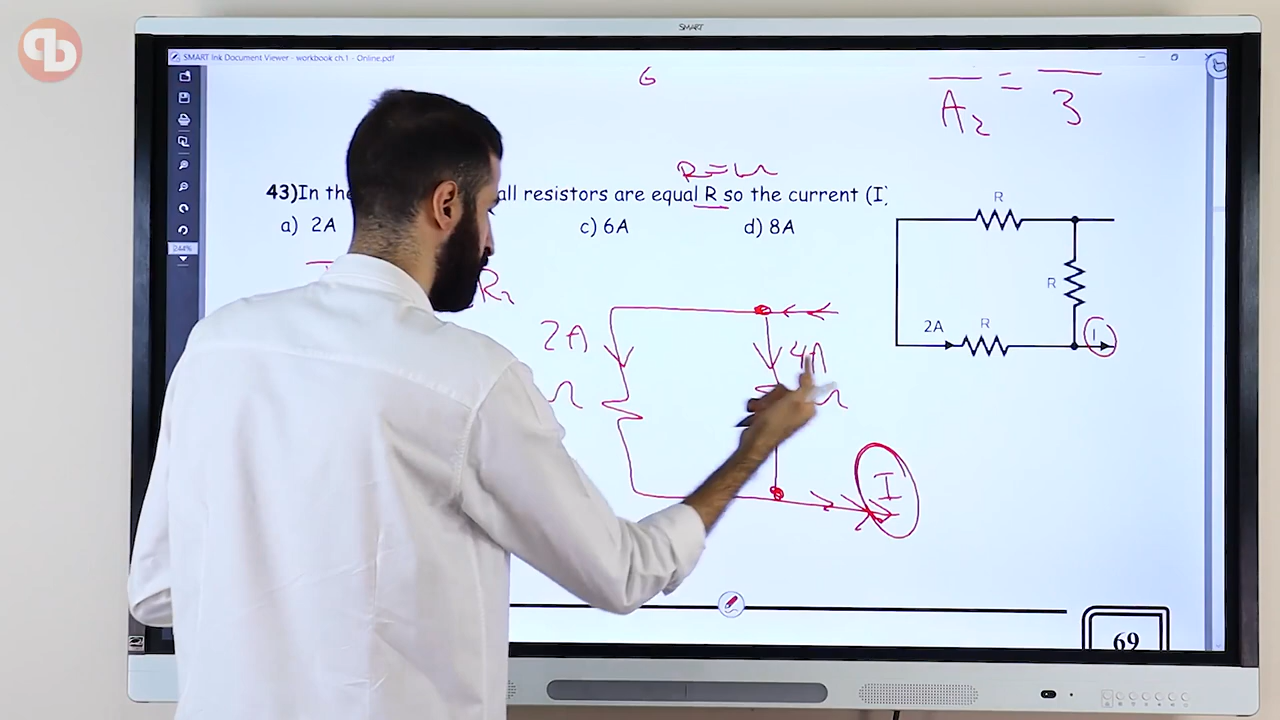 SMART
SMART Ink Document Viewer - workbook ch.1 - Online.pdf
6
A2 = 3
43)In the all resistors are equal R so the current (I)
a) 2A c) 6A d) 8A
R
R
2A R I
244%
2A
4A
I
69